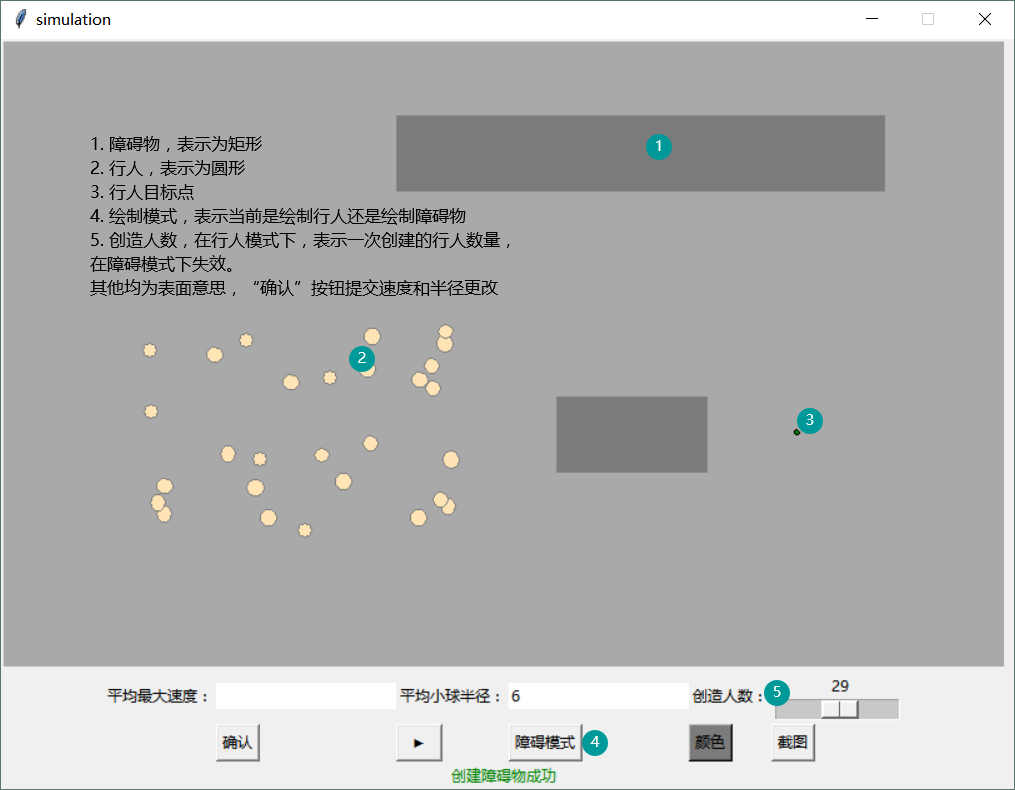 simulation
1
1. 障碍物，表示为矩形
2. 行人，表示为圆形
3. 行人目标点
4. 绘制模式，表示当前是绘制行人还是绘制障碍物
5. 创造人数，在行人模式下，表示一次创建的行人数量，
在障碍模式下失效。
其他均为表面意思，“确认”按钮提交速度和半径更改
2
3
平均最大速度：
平均小球半径： 6
创造人数： 5 29
确认 ► 障碍模式 4 颜色 截图
创建障碍物成功